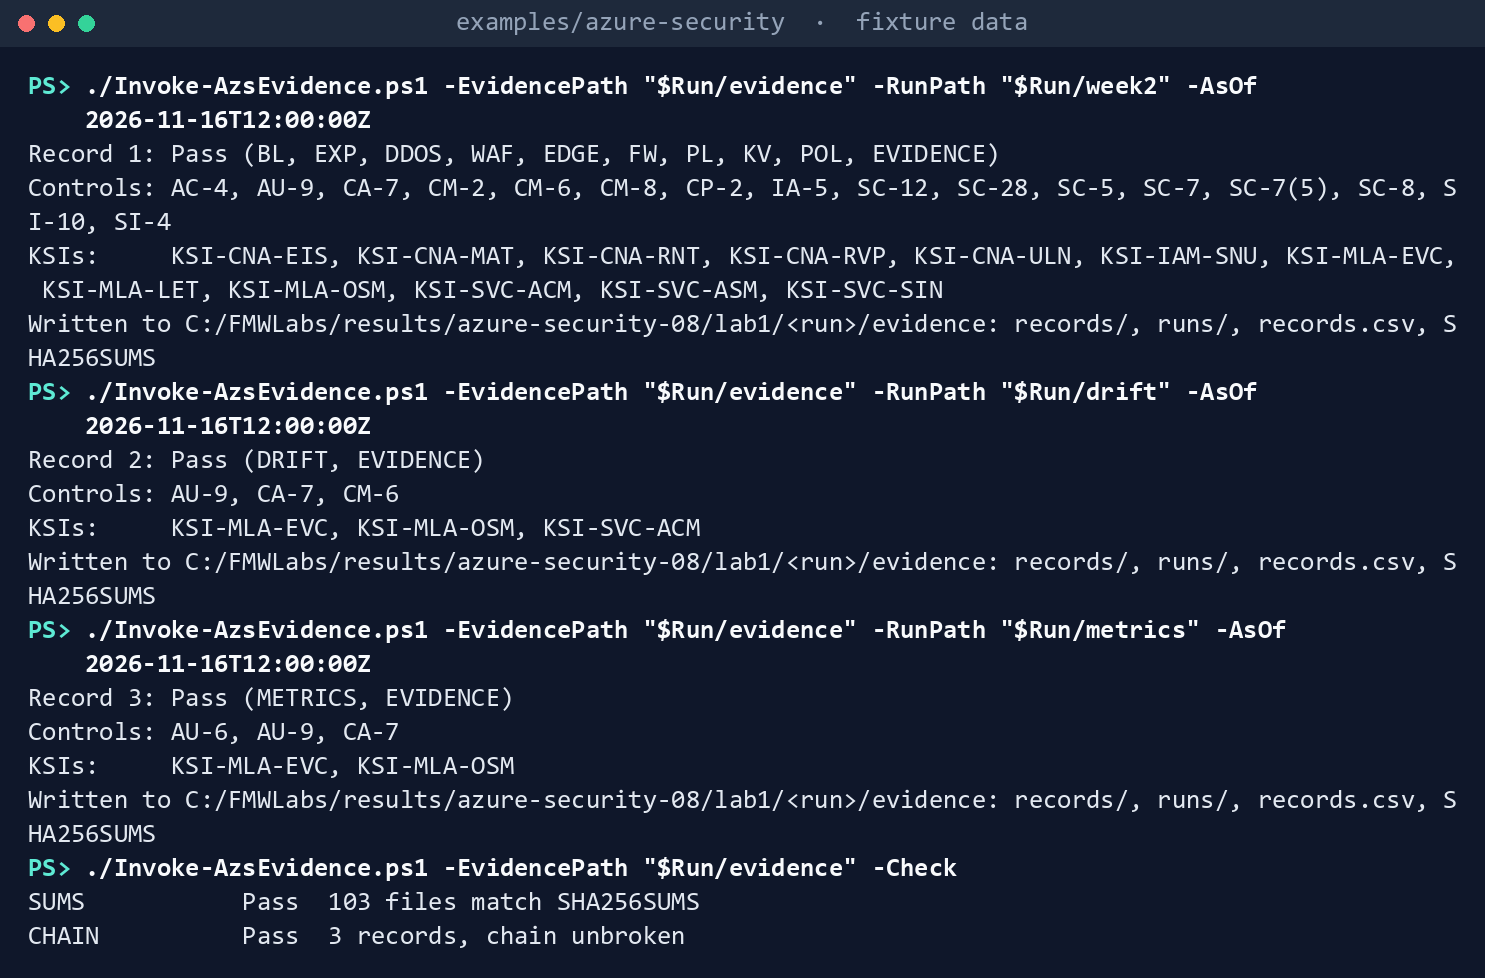 examples/azure-security  ·  fixture data
PS> ./Invoke-AzsEvidence.ps1 -EvidencePath "$Run/evidence" -RunPath "$Run/week2" -AsOf
    2026-11-16T12:00:00Z
Record 1: Pass (BL, EXP, DDOS, WAF, EDGE, FW, PL, KV, POL, EVIDENCE)
Controls: AC-4, AU-9, CA-7, CM-2, CM-6, CM-8, CP-2, IA-5, SC-12, SC-28, SC-5, SC-7, SC-7(5), SC-8, S
I-10, SI-4
KSIs:     KSI-CNA-EIS, KSI-CNA-MAT, KSI-CNA-RNT, KSI-CNA-RVP, KSI-CNA-ULN, KSI-IAM-SNU, KSI-MLA-EVC,
 KSI-MLA-LET, KSI-MLA-OSM, KSI-SVC-ACM, KSI-SVC-ASM, KSI-SVC-SIN
Written to C:/FMWLabs/results/azure-security-08/lab1/<run>/evidence: records/, runs/, records.csv, S
HA256SUMS
PS> ./Invoke-AzsEvidence.ps1 -EvidencePath "$Run/evidence" -RunPath "$Run/drift" -AsOf
    2026-11-16T12:00:00Z
Record 2: Pass (DRIFT, EVIDENCE)
Controls: AU-9, CA-7, CM-6
KSIs:     KSI-MLA-EVC, KSI-MLA-OSM, KSI-SVC-ACM
Written to C:/FMWLabs/results/azure-security-08/lab1/<run>/evidence: records/, runs/, records.csv, S
HA256SUMS
PS> ./Invoke-AzsEvidence.ps1 -EvidencePath "$Run/evidence" -RunPath "$Run/metrics" -AsOf
    2026-11-16T12:00:00Z
Record 3: Pass (METRICS, EVIDENCE)
Controls: AU-6, AU-9, CA-7
KSIs:     KSI-MLA-EVC, KSI-MLA-OSM
Written to C:/FMWLabs/results/azure-security-08/lab1/<run>/evidence: records/, runs/, records.csv, S
HA256SUMS
PS> ./Invoke-AzsEvidence.ps1 -EvidencePath "$Run/evidence" -Check
SUMS           Pass  103 files match SHA256SUMS
CHAIN          Pass  3 records, chain unbroken